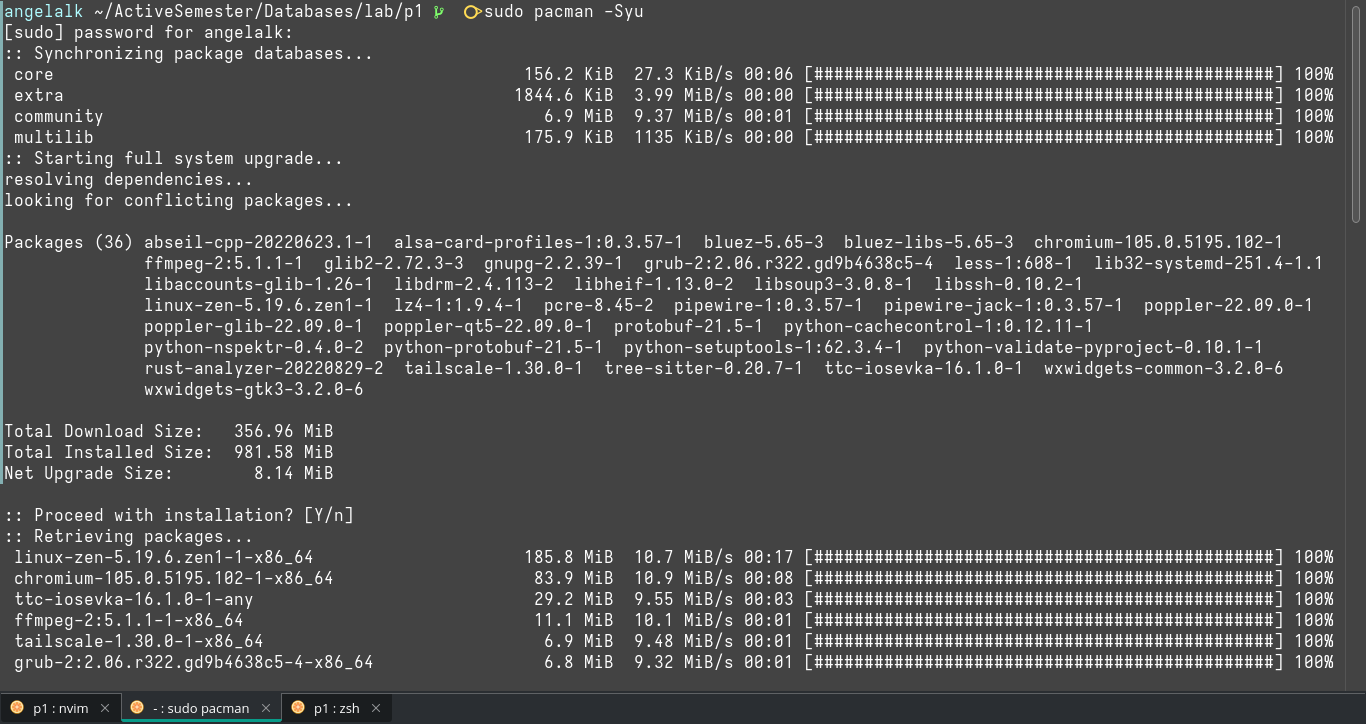 angelalk ~/ActiveSemester/Databases/lab/p1 sudo pacman -Syu
[sudo] password for angelalk:
:: Synchronizing package databases...
core 156.2 KiB 27.3 KiB/s 00:06 [##############################################] 100%
extra 1844.6 KiB 3.99 MiB/s 00:00 [##############################################] 100%
community 6.9 MiB 9.37 MiB/s 00:01 [##############################################] 100%
multilib 175.9 KiB 1135 KiB/s 00:00 [##############################################] 100%
:: Starting full system upgrade...
resolving dependencies...
looking for conflicting packages...
Packages (36) abseil-cpp-20220623.1-1 alsa-card-profiles-1:0.3.57-1 bluez-5.65-3 bluez-libs-5.65-3 chromium-105.0.5195.102-1
ffmpeg-2:5.1.1-1 glib2-2.72.3-3 gnupg-2.2.39-1 grub-2:2.06.r322.gd9b4638c5-4 less-1:608-1 lib32-systemd-251.4-1.1
libaccounts-glib-1.26-1 libdrm-2.4.113-2 libheif-1.13.0-2 libsoup3-3.0.8-1 libssh-0.10.2-1
linux-zen-5.19.6.zen1-1 lz4-1:1.9.4-1 pcre-8.45-2 pipewire-1:0.3.57-1 pipewire-jack-1:0.3.57-1 poppler-22.09.0-1
poppler-glib-22.09.0-1 poppler-qt5-22.09.0-1 protobuf-21.5-1 python-cachecontrol-1:0.12.11-1
python-nspektr-0.4.0-2 python-protobuf-21.5-1 python-setuptools-1:62.3.4-1 python-validate-pyproject-0.10.1-1
rust-analyzer-20220829-2 tailscale-1.30.0-1 tree-sitter-0.20.7-1 ttc-iosevka-16.1.0-1 wxwidgets-common-3.2.0-6
wxwidgets-gtk3-3.2.0-6
Total Download Size: 356.96 MiB
Total Installed Size: 981.58 MiB
Net Upgrade Size: 8.14 MiB
:: Proceed with installation? [Y/n]
:: Retrieving packages...
linux-zen-5.19.6.zen1-1-x86_64 185.8 MiB 10.7 MiB/s 00:17 [##############################################] 100%
chromium-105.0.5195.102-1-x86_64 83.9 MiB 10.9 MiB/s 00:08 [##############################################] 100%
ttc-iosevka-16.1.0-1-any 29.2 MiB 9.55 MiB/s 00:03 [##############################################] 100%
ffmpeg-2:5.1.1-1-x86_64 11.1 MiB 10.1 MiB/s 00:01 [##############################################] 100%
tailscale-1.30.0-1-x86_64 6.9 MiB 9.48 MiB/s 00:01 [##############################################] 100%
grub-2:2.06.r322.gd9b4638c5-4-x86_64 6.8 MiB 9.32 MiB/s 00:01 [##############################################] 100%
p1 : nvim - : sudo pacman p1 : zsh